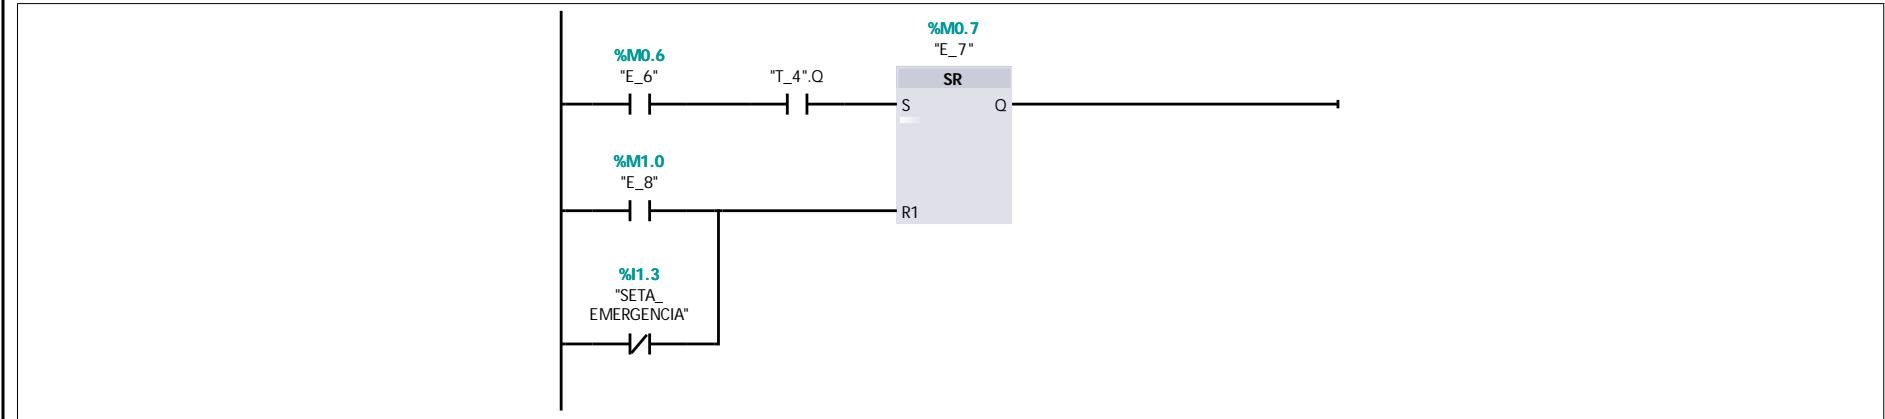 %M0.7
"E_7"
%M0.6
"E_6"
"T_4".Q
SR
S
Q
%M1.0
"E_8"
R1
%I1.3
"SETA_
EMERGENCIA"